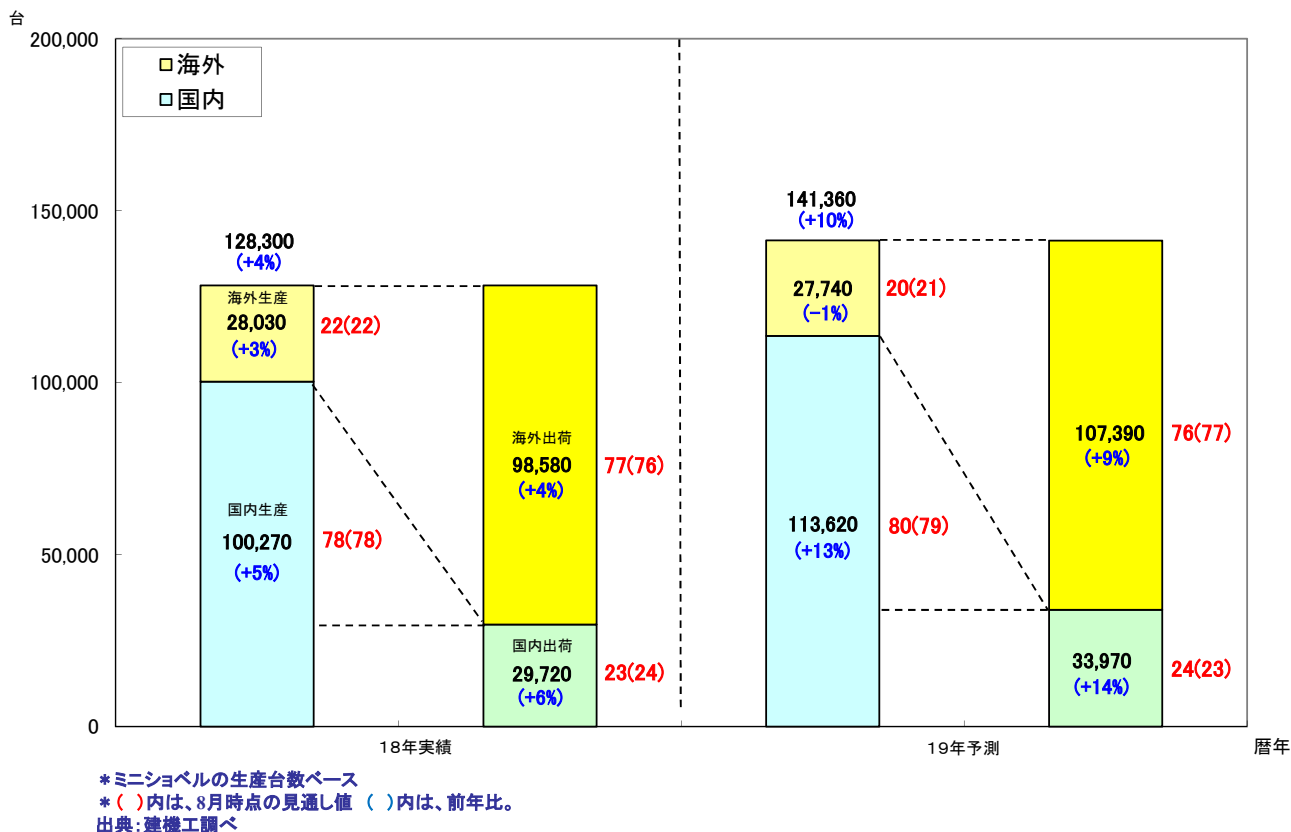 台
200,000
海外
国内
150,000
100,000
50,000
0
128,300
(+4%)
海外生産
28,030
(+3%)
22(22)
国内生産
100,270
(+5%)
78(78)
海外出荷
98,580
(+4%)
77(76)
国内出荷
29,720
(+6%)
23(24)
141,360
(+10%)
27,740
(-1%)
20(21)
113,620
(+13%)
80(79)
107,390
(+9%)
76(77)
33,970
(+14%)
24(23)
18年実績
19年予測
暦年
*ミニショベルの生産台数ベース
*( )内は、8月時点の見通し値 ( )内は、前年比。
出典:建機工調べ